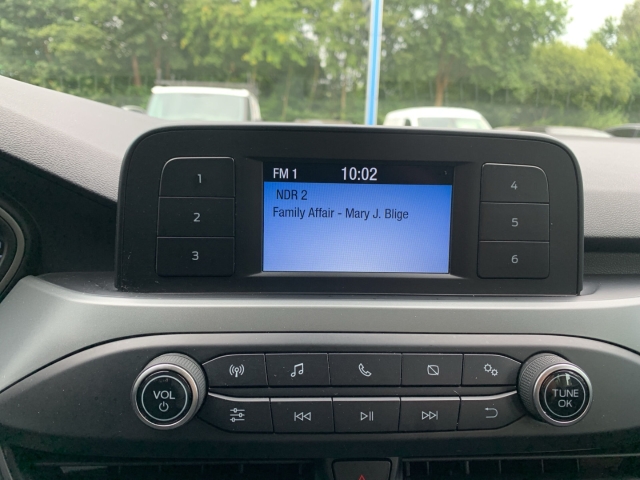 FM 1 10:02
NDR 2
Family Affair - Mary J. Blige
1 4
2 5
3 6
VOL
TUNE
OK